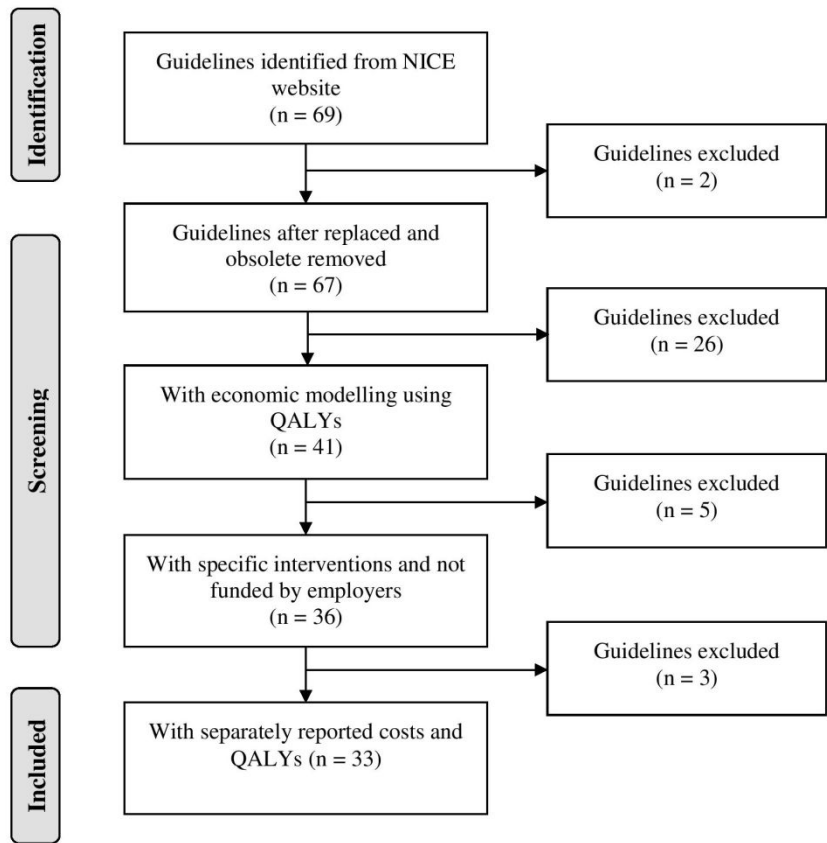 Identification
Guidelines identified from NICE
website
(n = 69)
Guidelines excluded
(n = 2)
Screening
Guidelines after replaced and
obsolete removed
(n = 67)
Guidelines excluded
(n = 26)
With economic modelling using
QALYs
(n = 41)
Guidelines excluded
(n = 5)
With specific interventions and not
funded by employers
(n = 36)
Guidelines excluded
(n = 3)
Included
With separately reported costs and
QALYs (n = 33)